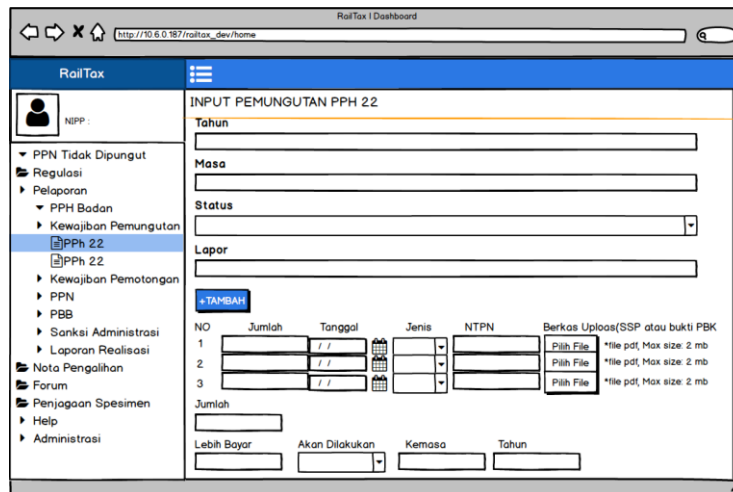 RailTax | Dashboard
http://10.6.0.187/railtax_dev/home
RailTax
NIPP :
PPN Tidak Dipungut
Regulasi
Pelaporan
PPH Badan
Kewajiban Pemungutan
PPh 22
PPh 22
Kewajiban Pemotongan
PPN
PBB
Sanksi Administrasi
Laporan Realisasi
Nota Pengalihan
Forum
Penjagaan Spesimen
Help
Administrasi
INPUT PEMUNGUTAN PPH 22
Tahun
Masa
Status
Lapor
+TAMBAH
NO Jumlah Tanggal Jenis NTPN Berkas Uploas(SSP atau bukti PBK
1 / / Pilih File *file pdf, Max size: 2 mb
2 / / Pilih File *file pdf, Max size: 2 mb
3 / / Pilih File *file pdf, Max size: 2 mb
Jumlah
Lebih Bayar Akan Dilakukan Kemasa Tahun